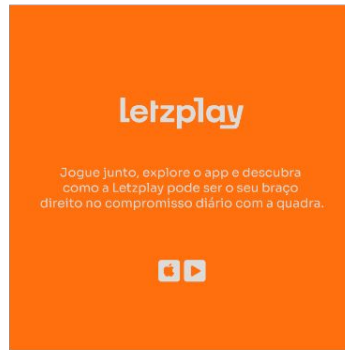 Letzplay
Jogue junto, explore o app e descubra
como a Letzplay pode ser o seu braço
direito no compromisso diário com a quadra.